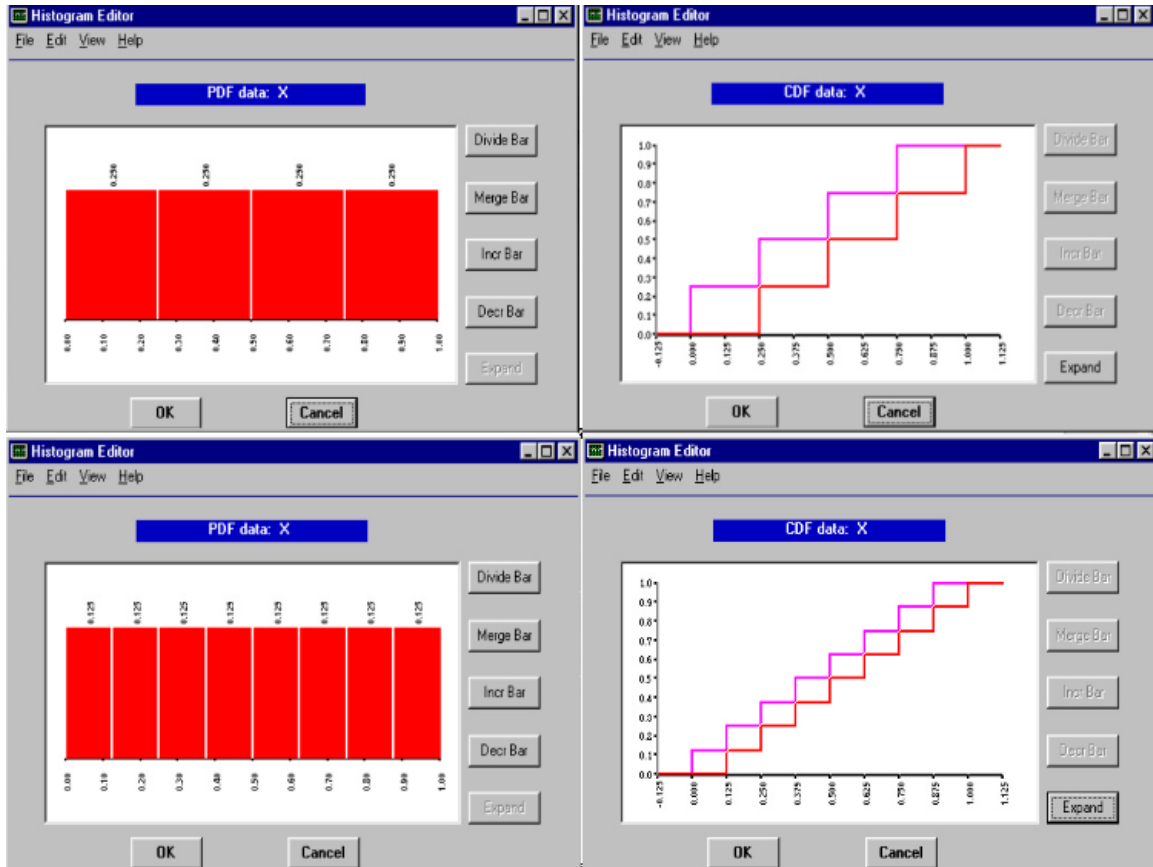 Histogram Editor
File Edit View Help
PDF data: X
0.250 0.250 0.250 0.250
0.00 0.10 0.20 0.30 0.40 0.50 0.60 0.70 0.80 0.90 1.00
Divide Bar
Merge Bar
Incr Bar
Decr Bar
Expand
OK Cancel
Histogram Editor
File Edit View Help
CDF data: X
1.0
0.9
0.8
0.7
0.6
0.5
0.4
0.3
0.2
0.1
0.0
-0.125 0.000 0.125 0.250 0.375 0.500 0.625 0.750 0.875 1.000 1.125
Divide Bar
Merge Bar
Incr Bar
Decr Bar
Expand
OK Cancel
Histogram Editor
File Edit View Help
PDF data: X
0.125 0.125 0.125 0.125 0.125 0.125 0.125 0.125
0.00 0.10 0.20 0.30 0.40 0.50 0.60 0.70 0.80 0.90 1.00
Divide Bar
Merge Bar
Incr Bar
Decr Bar
Expand
OK Cancel
Histogram Editor
File Edit View Help
CDF data: X
1.0
0.9
0.8
0.7
0.6
0.5
0.4
0.3
0.2
0.1
0.0
-0.125 0.000 0.125 0.250 0.375 0.500 0.625 0.750 0.875 1.000 1.125
Divide Bar
Merge Bar
Incr Bar
Decr Bar
Expand
OK Cancel